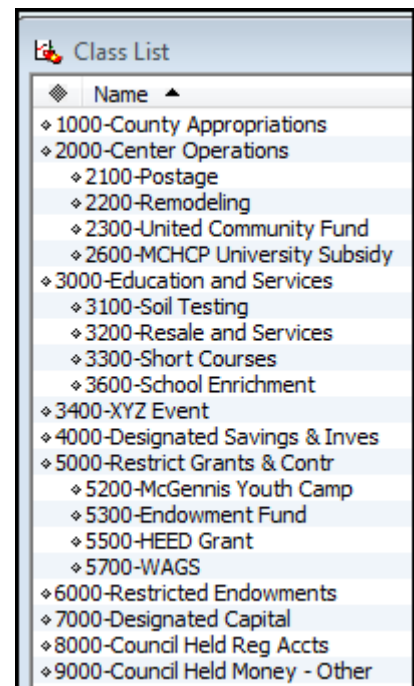 Class List
Name
1000-County Appropriations
2000-Center Operations
2100-Postage
2200-Remodeling
2300-United Community Fund
2600-MCHCP University Subsidy
3000-Education and Services
3100-Soil Testing
3200-Resale and Services
3300-Short Courses
3600-School Enrichment
3400-XYZ Event
4000-Designated Savings & Inves
5000-Restrict Grants & Contr
5200-McGennis Youth Camp
5300-Endowment Fund
5500-HEED Grant
5700-WAGS
6000-Restricted Endowments
7000-Designated Capital
8000-Council Held Reg Accts
9000-Council Held Money - Other